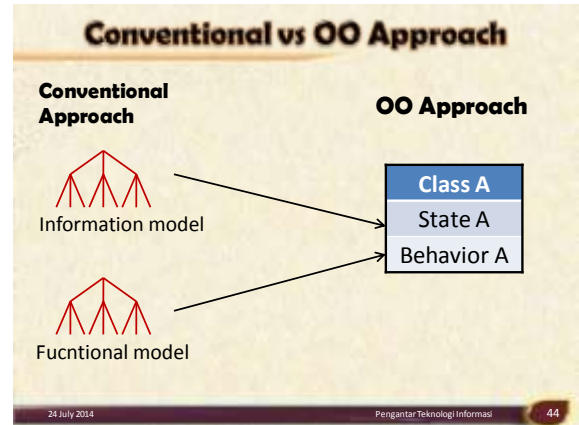 Conventional vs OO Approach
Conventional
Approach
OO Approach
Information model
Class A
State A
Behavior A
Fucntional model
24 July 2014
Pengantar Teknologi Informasi
44